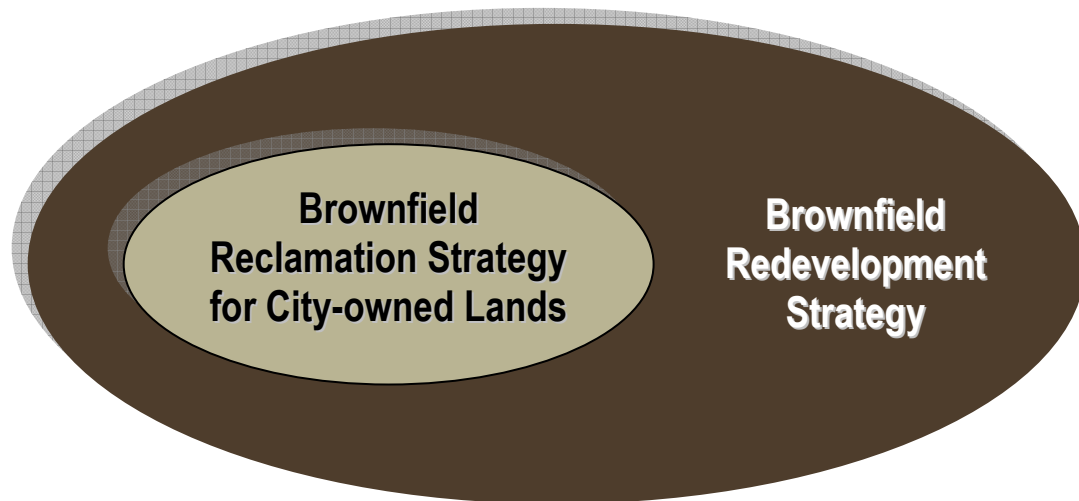 Brownfield
Reclamation Strategy
for City-owned Lands
Brownfield
Redevelopment
Strategy